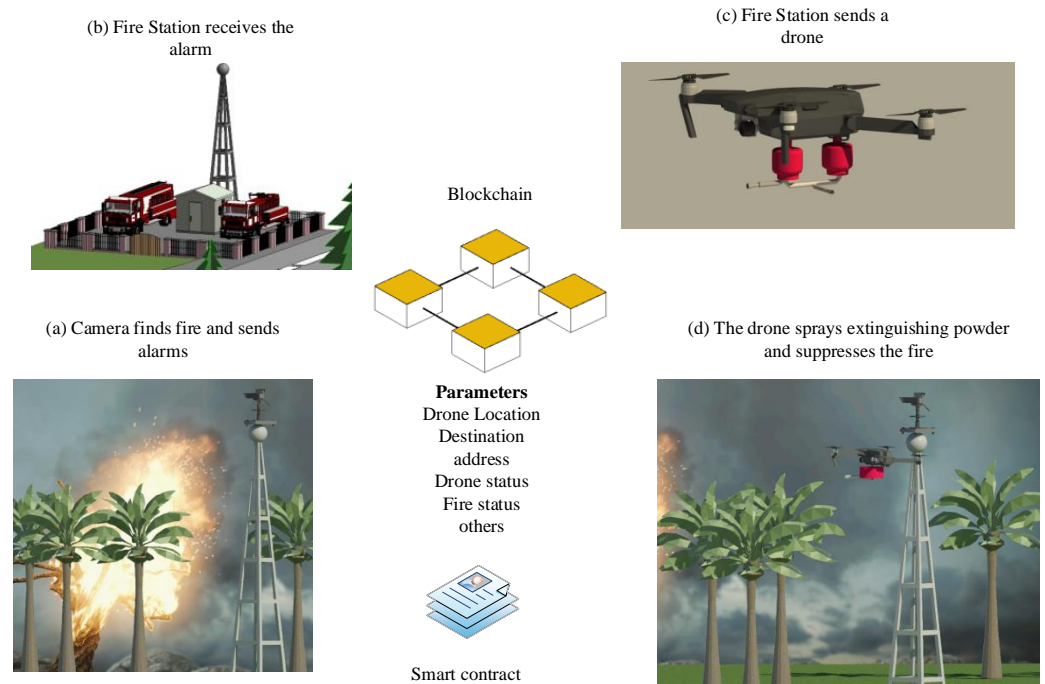 (b) Fire Station receives the
alarm
(c) Fire Station sends a
drone
Blockchain
(a) Camera finds fire and sends
alarms
(d) The drone sprays extinguishing powder
and suppresses the fire
Parameters
Drone Location
Destination
address
Drone status
Fire status
others
Smart contract